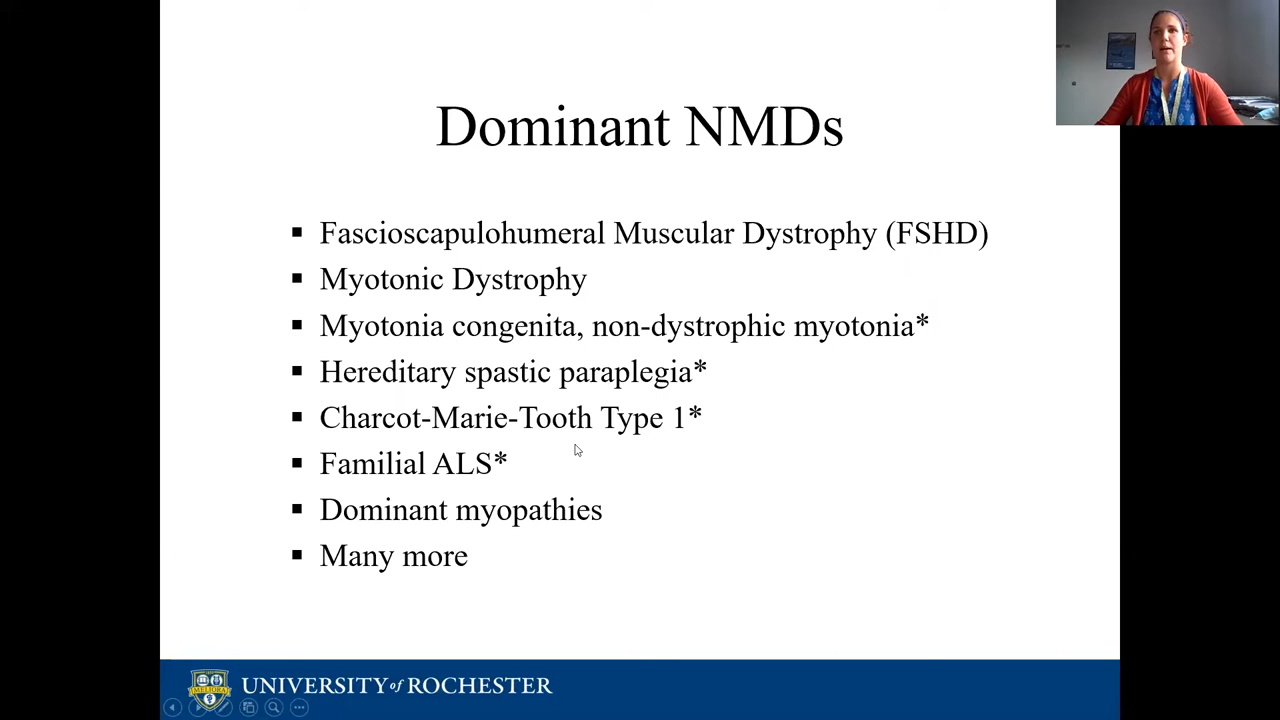 Dominant NMDs
▪ Fascioscapulohumeral Muscular Dystrophy (FSHD)
▪ Myotonic Dystrophy
▪ Myotonia congenita, non-dystrophic myotonia*
▪ Hereditary spastic paraplegia*
▪ Charcot-Marie-Tooth Type 1*
▪ Familial ALS*
▪ Dominant myopathies
▪ Many more
MELIORA
UNIVERSITY of ROCHESTER